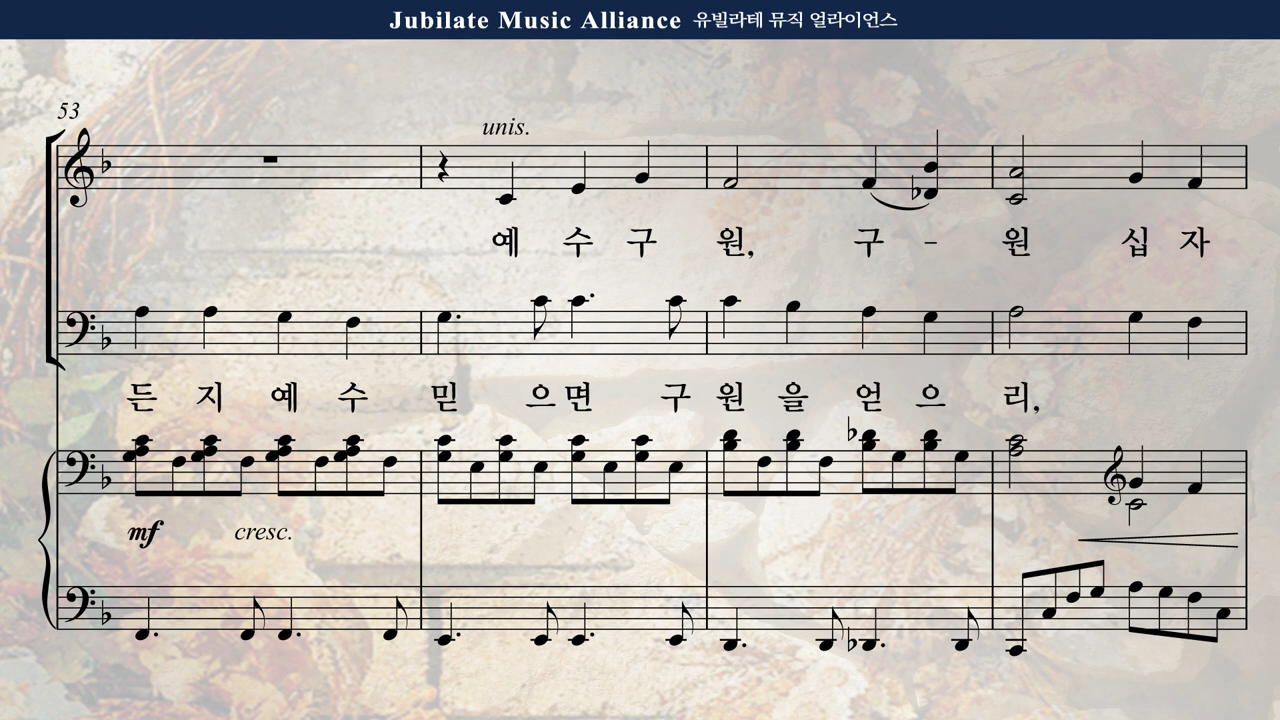 Jubilate Music Alliance 유빌라테 뮤직 얼라이언스
53
unis.
예 수 구 원, 구 - 원 십 자
든 지 예 수 믿 으 면 구 원 을 얻 으 리,
mf cresc.